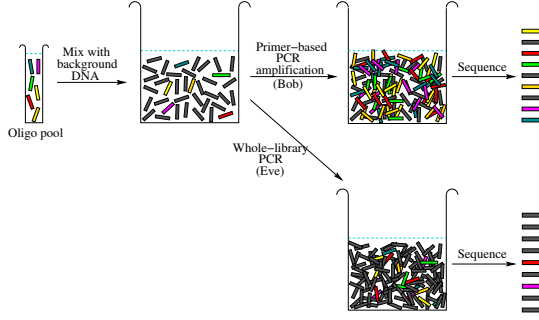 Mix with
background
DNA
Oligo pool
Primer−based
PCR
amplification
(Bob)
Sequence
Whole−library
PCR
(Eve)
Sequence